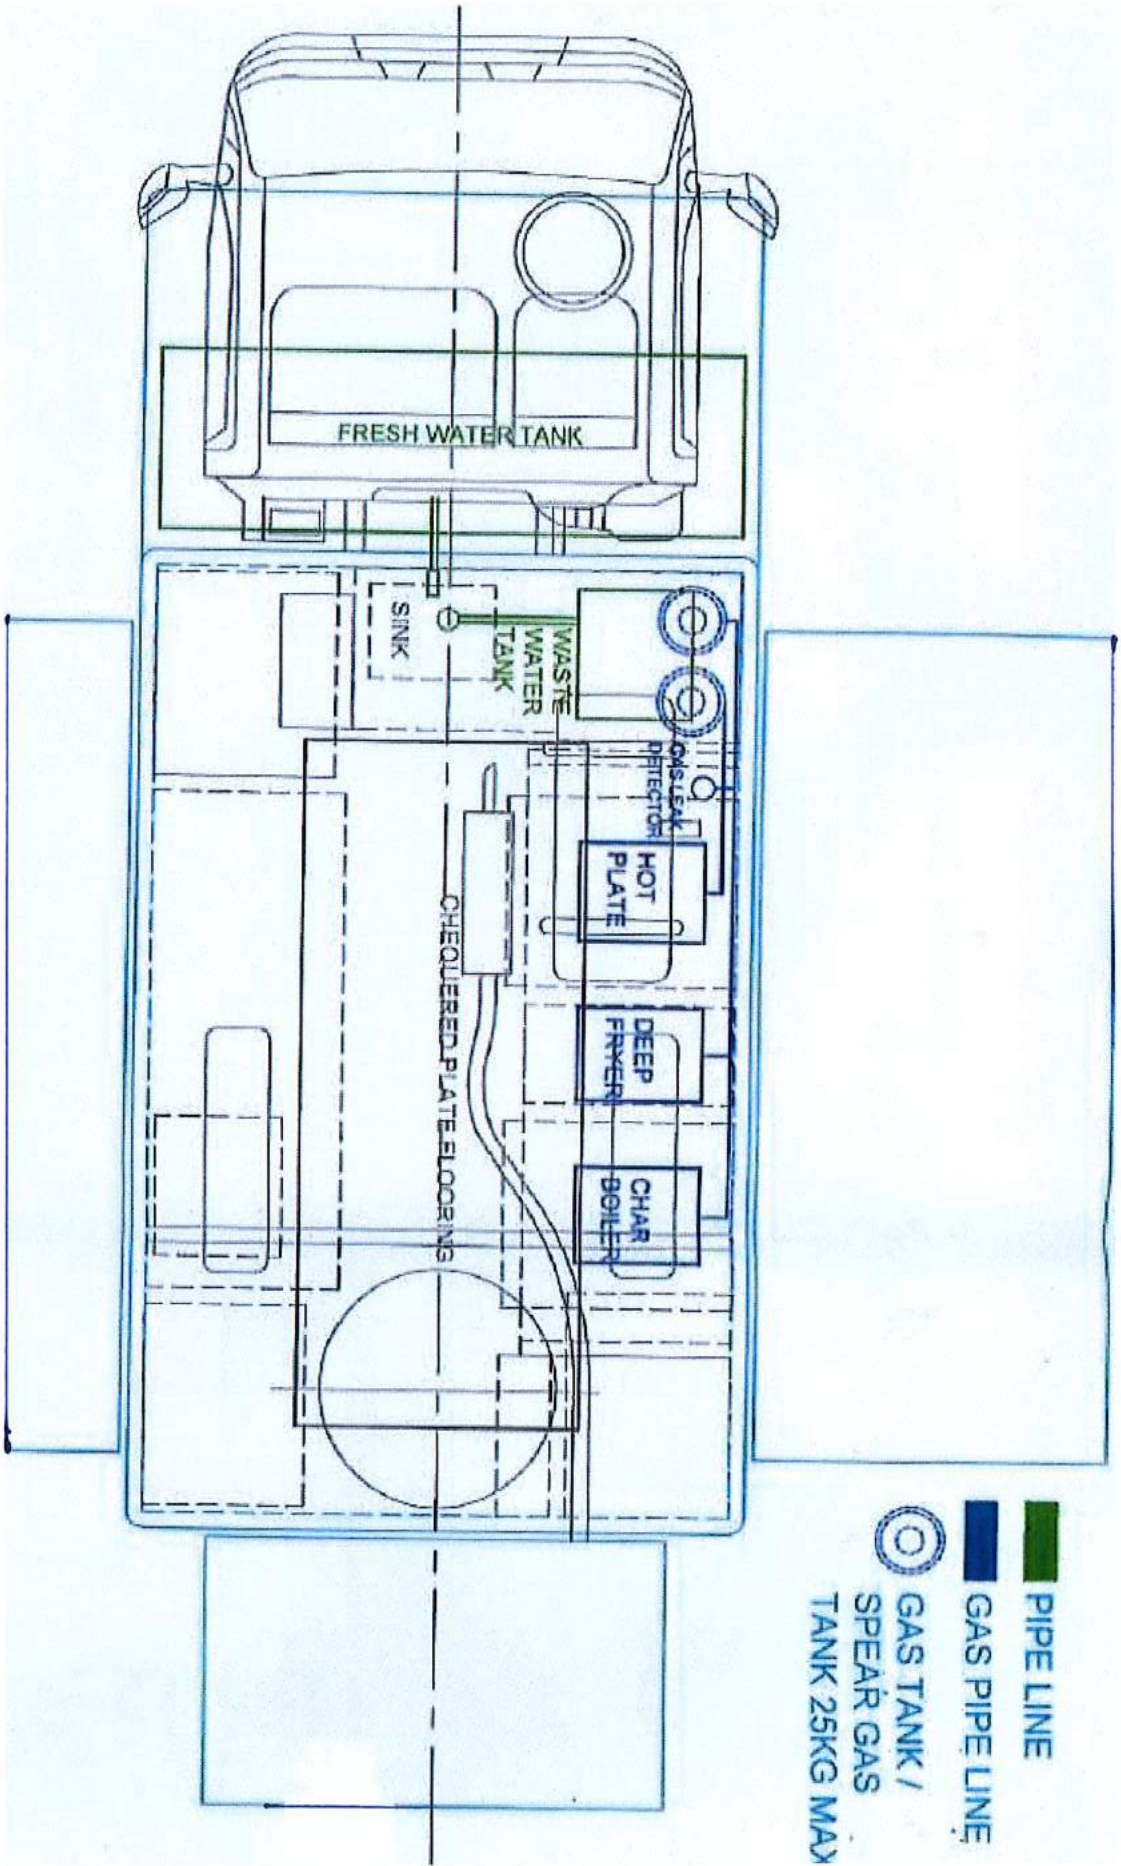 FRESH WATER TANK
SINK
WASTE
WATER
TANK
GAS LEAK
DETECTOR
HOT
PLATE
DEEP
FRYER
CHAR
BOILER
CHEQUERED PLATE FLOORING
PIPE LINE
GAS PIPE LINE
GAS TANK /
SPEAR GAS
TANK 25KG MAX